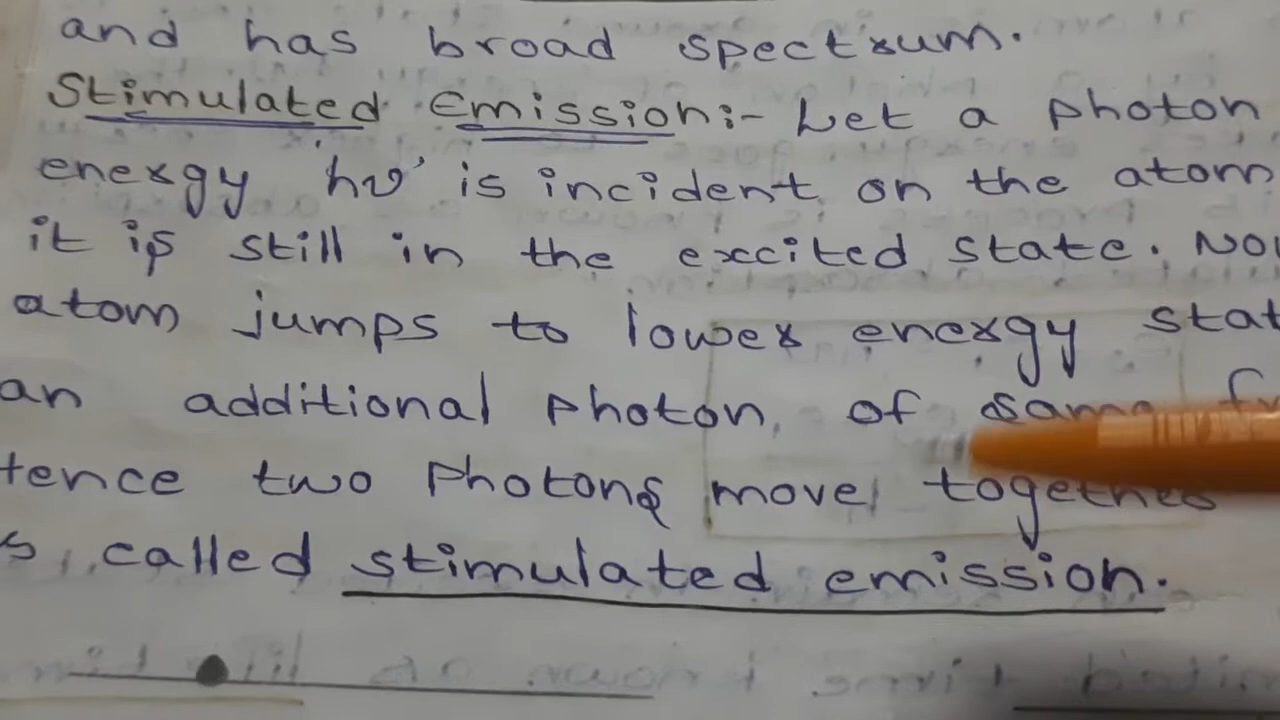 and has broad spectrum.
Stimulated Emission:- Let a photon
energy hν' is incident on the atom
it is still in the excited state. No
atom jumps to lower energy stat
an additional photon, of same f
tence two photons move together
s, called stimulated emission.